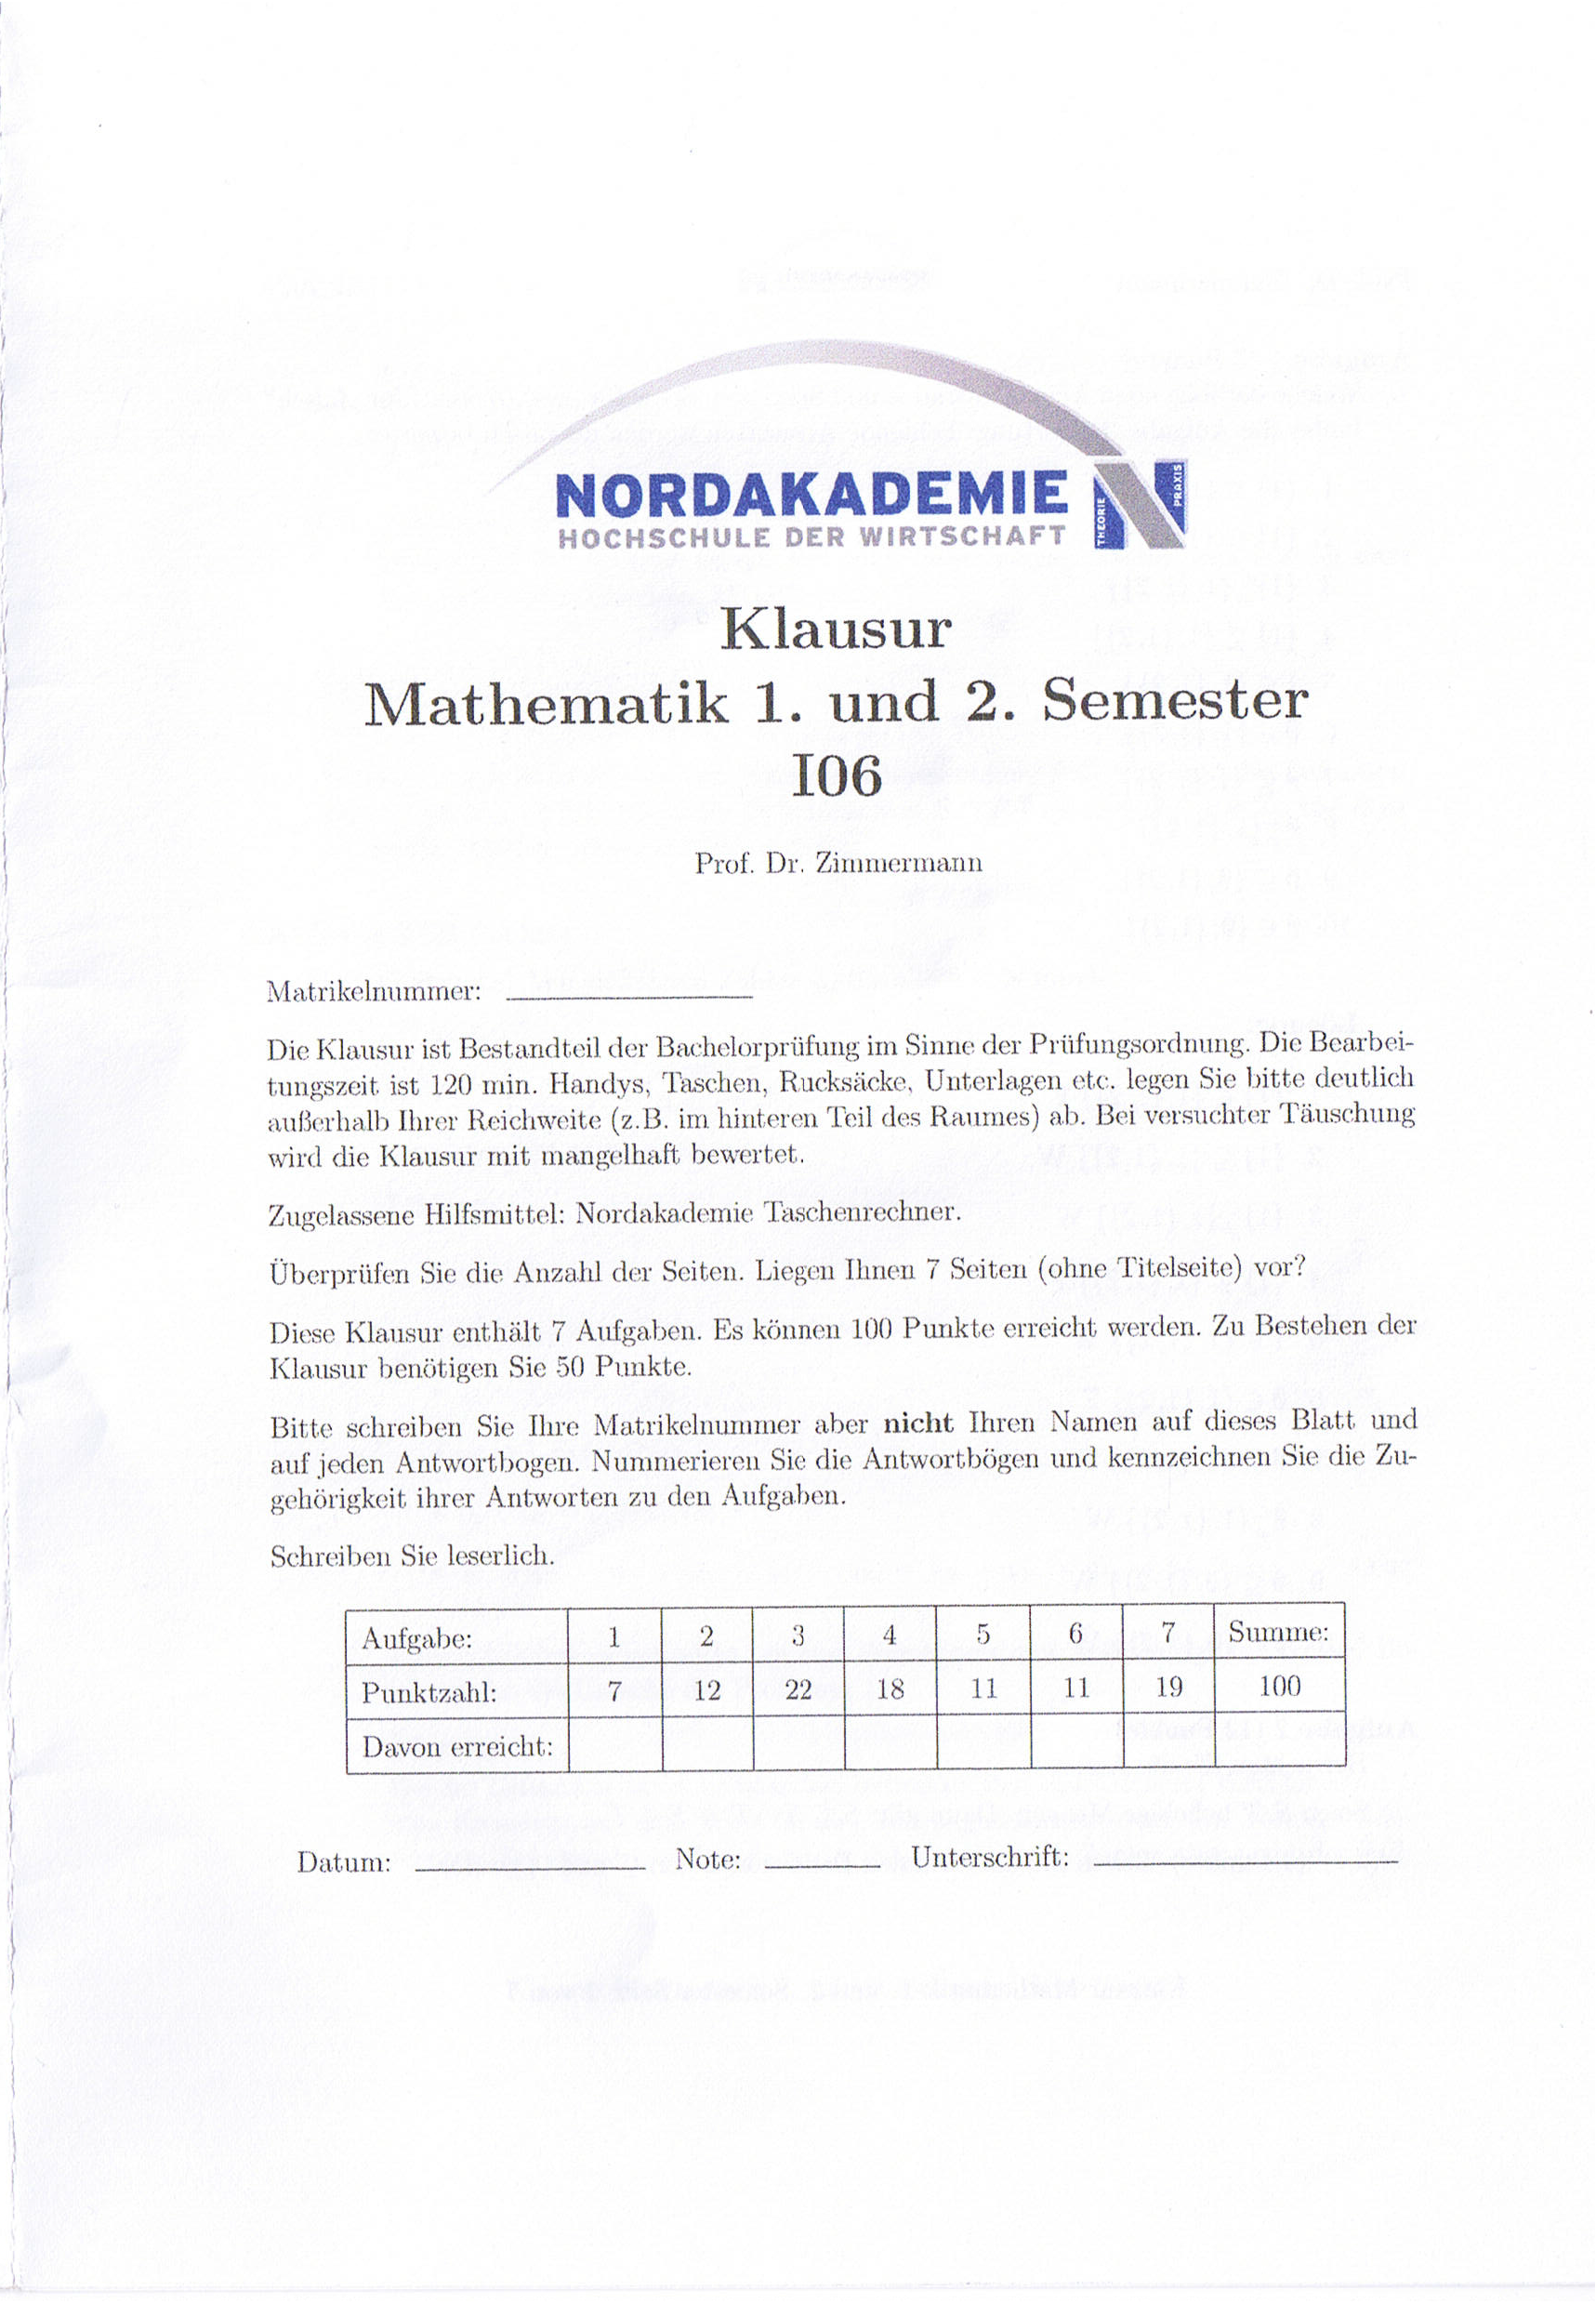 NORDAKADEMIE
HOCHSCHULE DER WIRTSCHAFT
THEORIE
PRAXIS
Klausur
Mathematik 1. und 2. Semester
I06
Prof. Dr. Zimmermann
Matrikelnummer:
Die Klausur ist Bestandteil der Bachelorprüfung im Sinne der Prüfungsordnung. Die Bearbei-
tungszeit ist 120 min. Handys, Taschen, Rucksäcke, Unterlagen etc. legen Sie bitte deutlich
außerhalb Ihrer Reichweite (z.B. im hinteren Teil des Raumes) ab. Bei versuchter Täuschung
wird die Klausur mit mangelhaft bewertet.
Zugelassene Hilfsmittel: Nordakademie Taschenrechner.
Überprüfen Sie die Anzahl der Seiten. Liegen Ihnen 7 Seiten (ohne Titelseite) vor?
Diese Klausur enthält 7 Aufgaben. Es können 100 Punkte erreicht werden. Zu Bestehen der
Klausur benötigen Sie 50 Punkte.
Bitte schreiben Sie Ihre Matrikelnummer aber nicht Ihren Namen auf dieses Blatt und
auf jeden Antwortbogen. Nummerieren Sie die Antwortbögen und kennzeichnen Sie die Zu-
gehörigkeit ihrer Antworten zu den Aufgaben.
Schreiben Sie leserlich.
Aufgabe: 1 2 3 4 5 6 7 Summe:
Punktzahl: 7 12 22 18 11 11 19 100
Davon erreicht:
Datum: Note: Unterschrift: